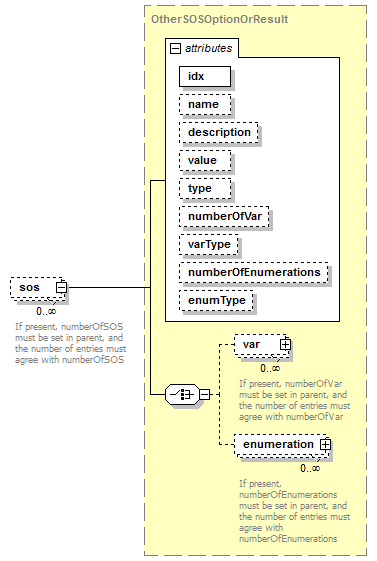 OtherSOSOptionOrResult
attributes
idx
name
description
value
type
numberOfVar
varType
numberOfEnumerations
enumType
sos
0..∞
If present, numberOfSOS
must be set in parent, and
the number of entries must
agree with numberOfSOS
var
0..∞
If present, numberOfVar
must be set in parent, and
the number of entries must
agree with numberOfVar
enumeration
0..∞
If present,
numberOfEnumerations
must be set in parent, and
the number of entries must
agree with
numberOfEnumerations